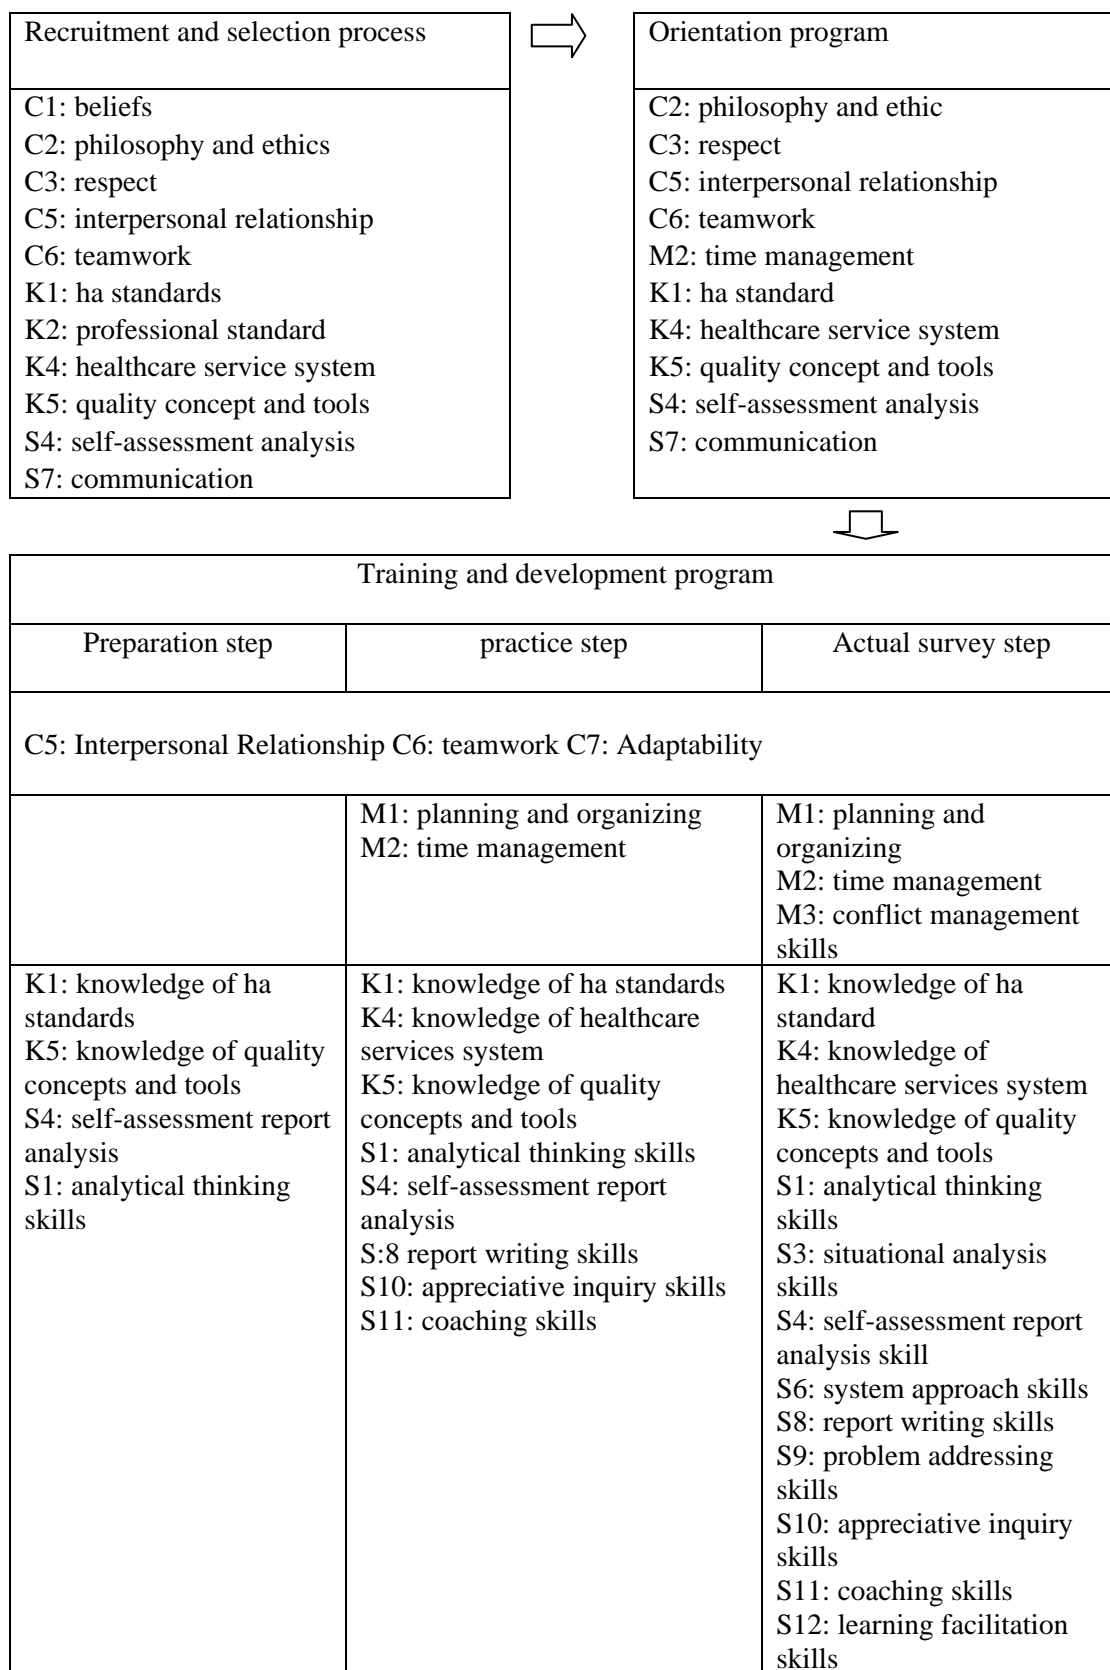 Recruitment and selection process
C1: beliefs
C2: philosophy and ethics
C3: respect
C5: interpersonal relationship
C6: teamwork
K1: ha standards
K2: professional standard
K4: healthcare service system
K5: quality concept and tools
S4: self-assessment analysis
S7: communication
Orientation program
C2: philosophy and ethic
C3: respect
C5: interpersonal relationship
C6: teamwork
M2: time management
K1: ha standard
K4: healthcare service system
K5: quality concept and tools
S4: self-assessment analysis
S7: communication
Training and development program
Preparation step
practice step
Actual survey step
C5: Interpersonal Relationship C6: teamwork C7: Adaptability
M1: planning and organizing
M2: time management
M1: planning and
organizing
M2: time management
M3: conflict management
skills
K1: knowledge of ha
standards
K5: knowledge of quality
concepts and tools
S4: self-assessment report
analysis
S1: analytical thinking
skills
K1: knowledge of ha standards
K4: knowledge of healthcare
services system
K5: knowledge of quality
concepts and tools
S1: analytical thinking skills
S4: self-assessment report
analysis
S:8 report writing skills
S10: appreciative inquiry skills
S11: coaching skills
K1: knowledge of ha
standard
K4: knowledge of
healthcare services system
K5: knowledge of quality
concepts and tools
S1: analytical thinking
skills
S3: situational analysis
skills
S4: self-assessment report
analysis skill
S6: system approach skills
S8: report writing skills
S9: problem addressing
skills
S10: appreciative inquiry
skills
S11: coaching skills
S12: learning facilitation
skills